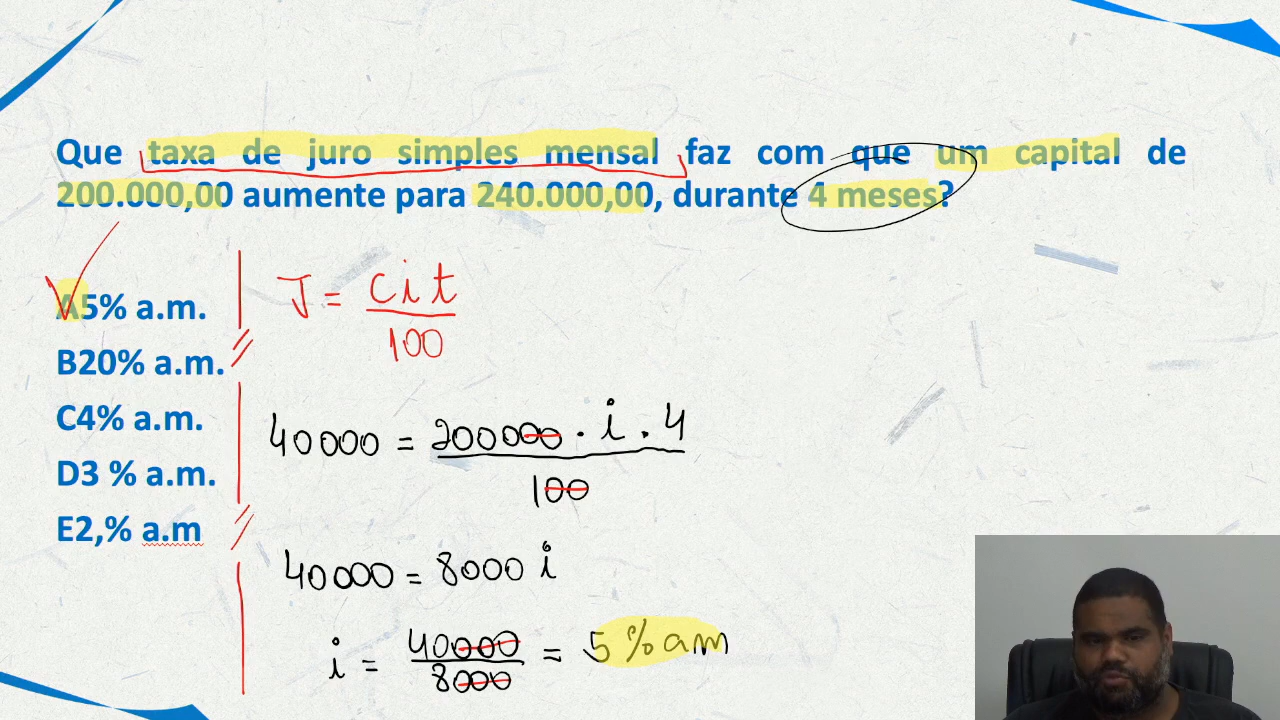 Que taxa de juro simples mensal faz com que um capital de
200.000,00 aumente para 240.000,00, durante 4 meses?
A5% a.m.
B20% a.m.
C4% a.m.
D3 % a.m.
E2,% a.m
J = c i t
100
40000 = 200000 . i . 4
100
40000 = 8000 i
i = 40000 = 5 % am
8000